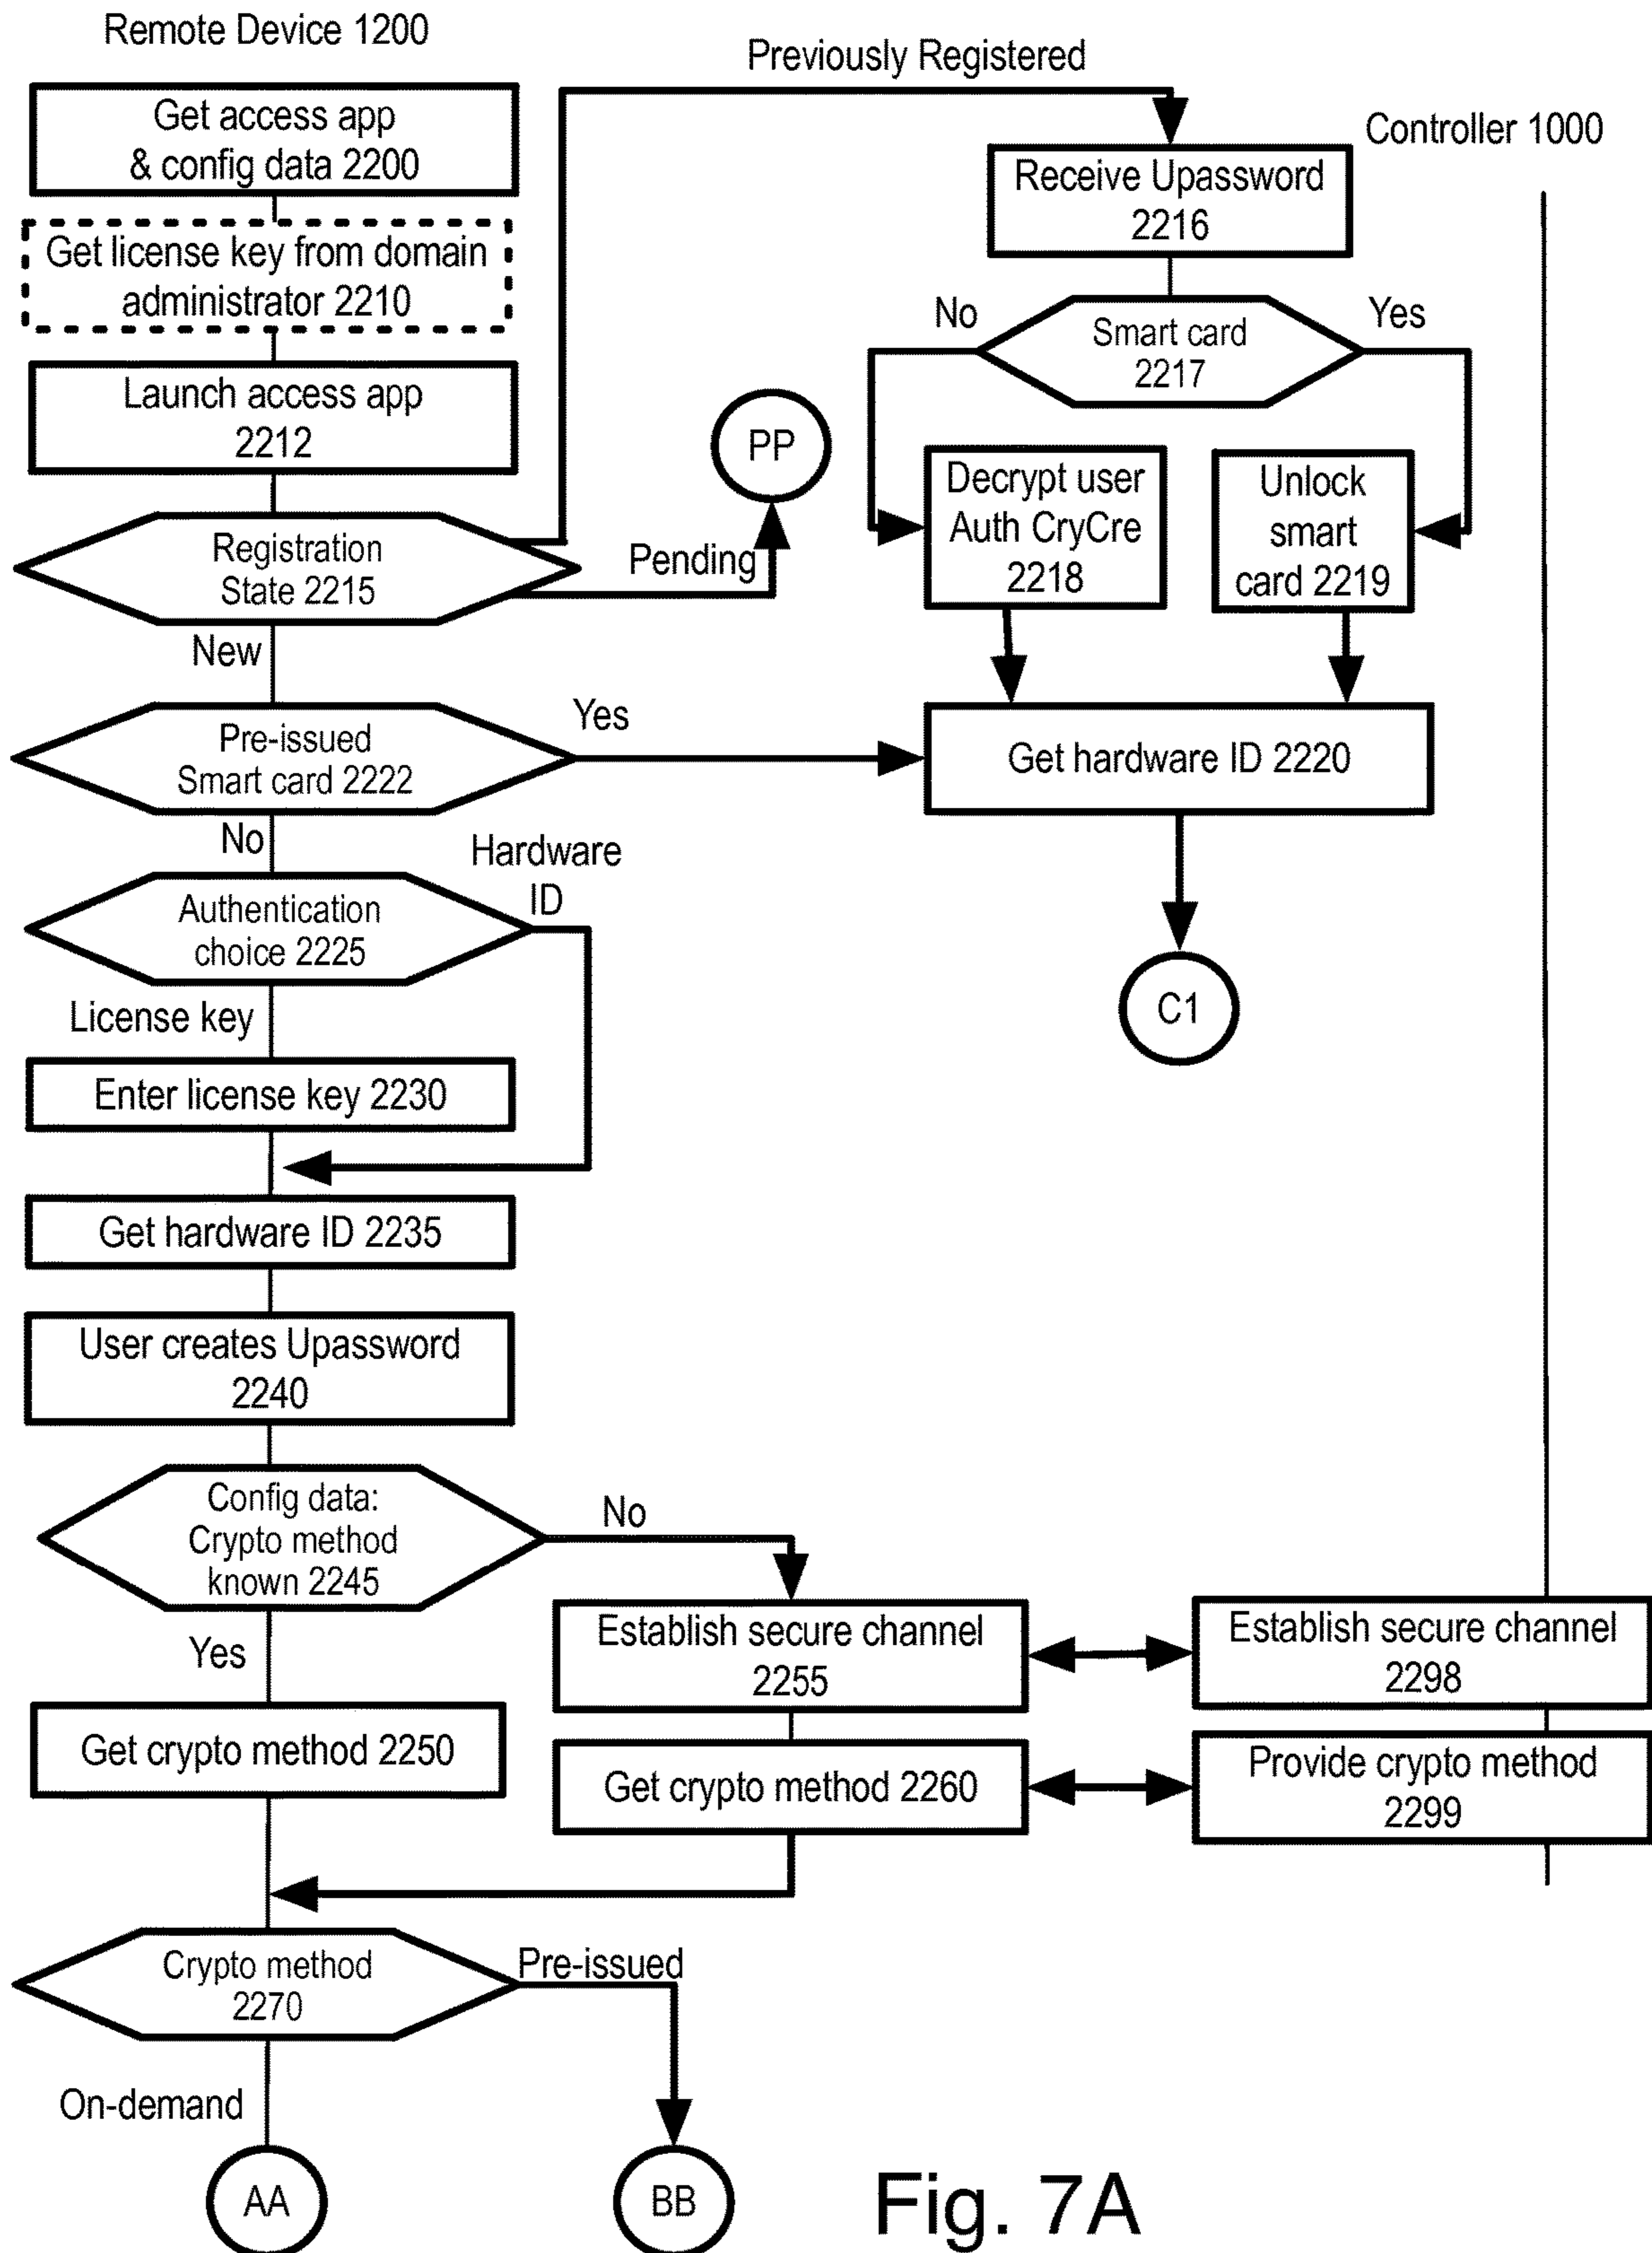 Remote Device 1200
Previously Registered
Controller 1000
Get access app
& config data 2200
Get license key from domain
administrator 2210
Launch access app
2212
Registration
State 2215
Pending
PP
New
Receive Upassword
2216
No
Smart card
2217
Yes
Decrypt user
Auth CryCre
2218
Unlock
smart
card 2219
Pre-issued
Smart card 2222
Yes
Get hardware ID 2220
C1
No
Authentication
choice 2225
Hardware
ID
License key
Enter license key 2230
Get hardware ID 2235
User creates Upassword
2240
Config data:
Crypto method
known 2245
No
Yes
Establish secure channel
2255
Establish secure channel
2298
Get crypto method 2250
Get crypto method 2260
Provide crypto method
2299
Crypto method
2270
Pre-issued
On-demand
AA
BB
Fig. 7A